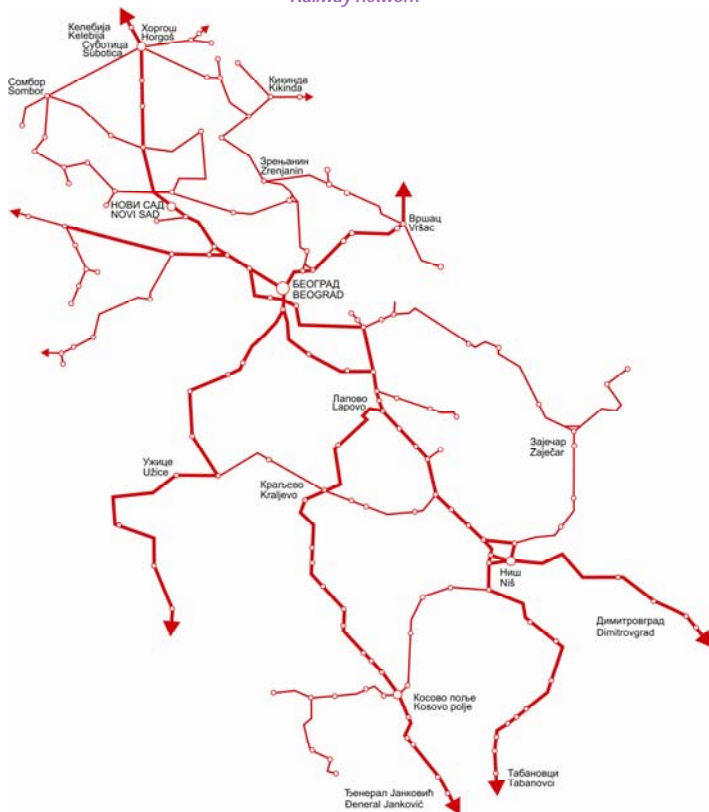 Railway network
Келебија
Kelebija
Хоргош
Horgoš
Суботица
Subotica
Сомбор
Sombor
Кикинда
Kikinda
Зрењанин
Zrenjanin
НОВИ САД
NOVI SAD
Вршац
Vršac
БЕОГРАД
BEOGRAD
Лапово
Lapovo
Зајечар
Zaječar
Ужице
Užice
Краљево
Kraljevo
Ниш
Niš
Димитровград
Dimitrovgrad
Косово поље
Kosovo polje
Табановци
Tabanovci
Ђенерал Јанковић
Đeneral Janković